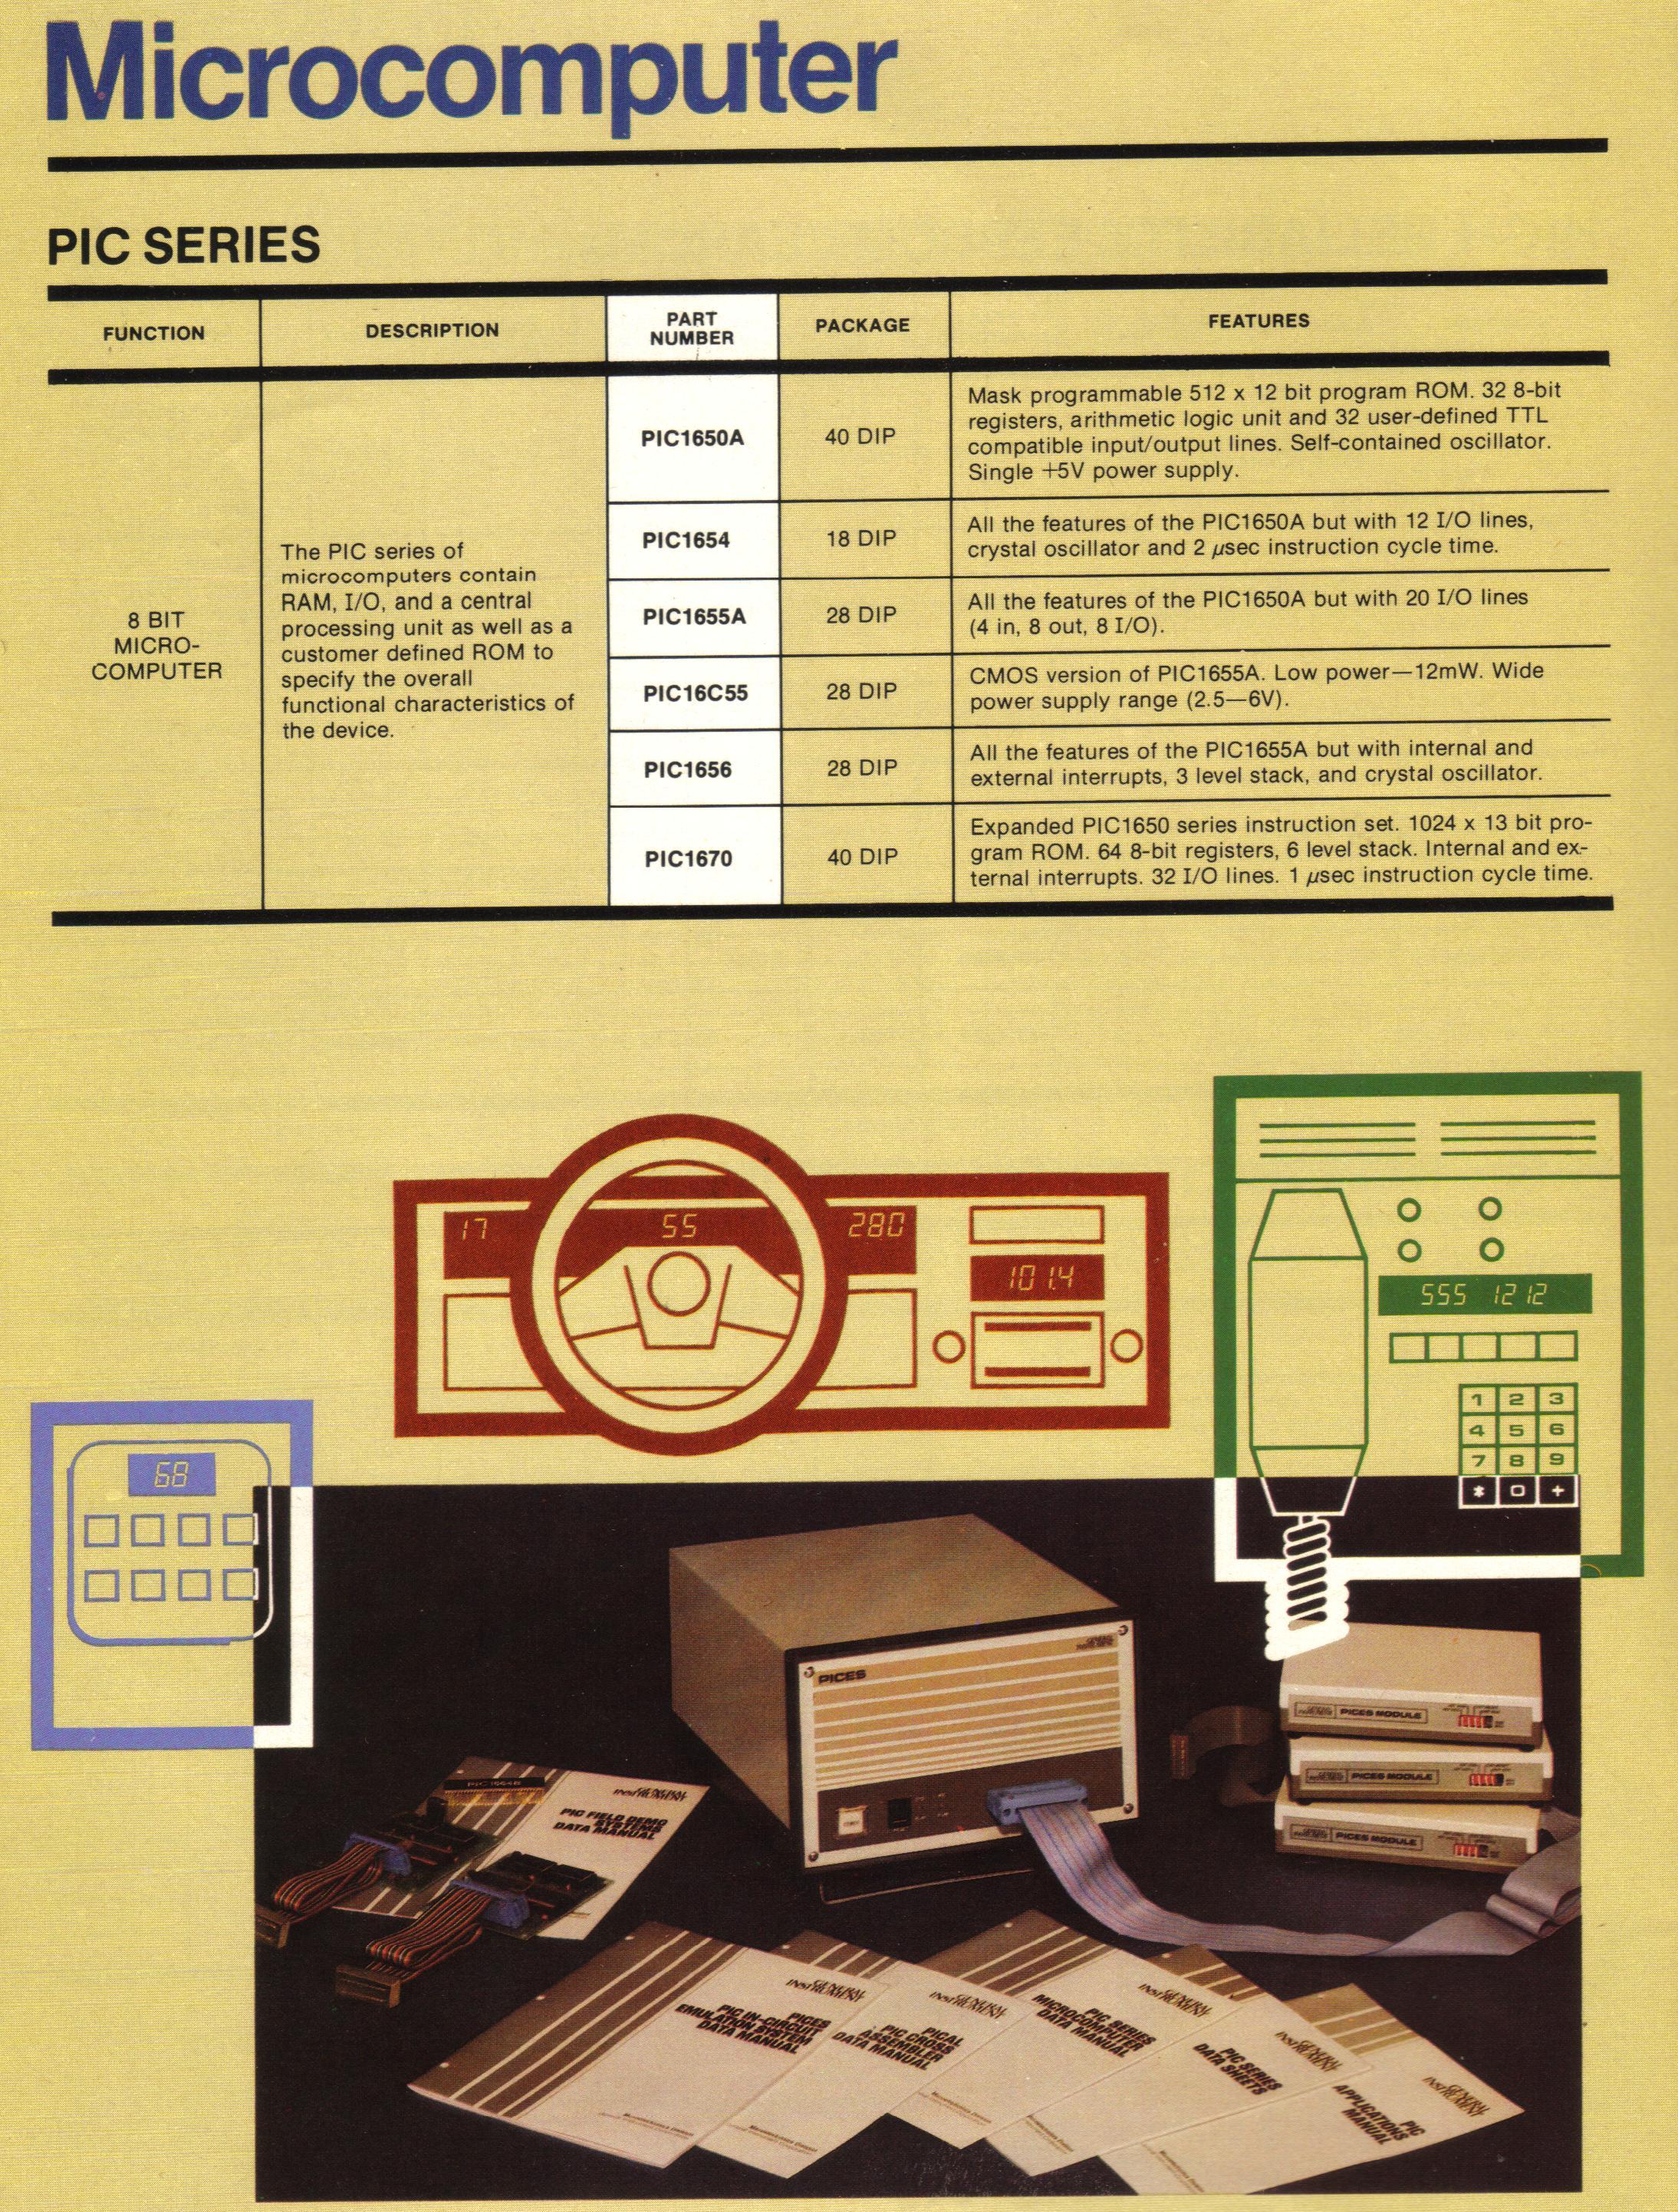 Microcomputer
PIC SERIES
FUNCTION
DESCRIPTION
PART
NUMBER
PACKAGE
FEATURES
8 BIT
MICRO-
COMPUTER
The PIC series of
microcomputers contain
RAM, I/O, and a central
processing unit as well as a
customer defined ROM to
specify the overall
functional characteristics of
the device.
PIC1650A
40 DIP
Mask programmable 512 x 12 bit program ROM. 32 8-bit
registers, arithmetic logic unit and 32 user-defined TTL
compatible input/output lines. Self-contained oscillator.
Single +5V power supply.
PIC1654
18 DIP
All the features of the PIC1650A but with 12 I/O lines,
crystal oscillator and 2 μsec instruction cycle time.
PIC1655A
28 DIP
All the features of the PIC1650A but with 20 I/O lines
(4 in, 8 out, 8 I/O).
PIC16C55
28 DIP
CMOS version of PIC1655A. Low power—12mW. Wide
power supply range (2.5—6V).
PIC1656
28 DIP
All the features of the PIC1655A but with internal and
external interrupts, 3 level stack, and crystal oscillator.
PIC1670
40 DIP
Expanded PIC1650 series instruction set. 1024 x 13 bit pro-
gram ROM. 64 8-bit registers, 6 level stack. Internal and ex-
ternal interrupts. 32 I/O lines. 1 μsec instruction cycle time.
17
55
280
101.4
555 1212
1 2 3
4 5 6
7 8 9
* 0 +
68
PICES
PICES MODULE
PICES MODULE
PICES MODULE
GENERAL
INSTRUMENT
PIC FIELD DEMO
SYSTEMS
DATA MANUAL
GENERAL
INSTRUMENT
PICES
PIC IN-CIRCUIT
EMULATION SYSTEM
DATA MANUAL
GENERAL
INSTRUMENT
PICAL
PIC CROSS
ASSEMBLER
DATA MANUAL
GENERAL
INSTRUMENT
PIC SERIES
MICROCOMPUTER
DATA MANUAL
GENERAL
INSTRUMENT
PIC SERIES
DATA SHEETS
GENERAL
INSTRUMENT
PIC
APPLICATIONS
MANUAL